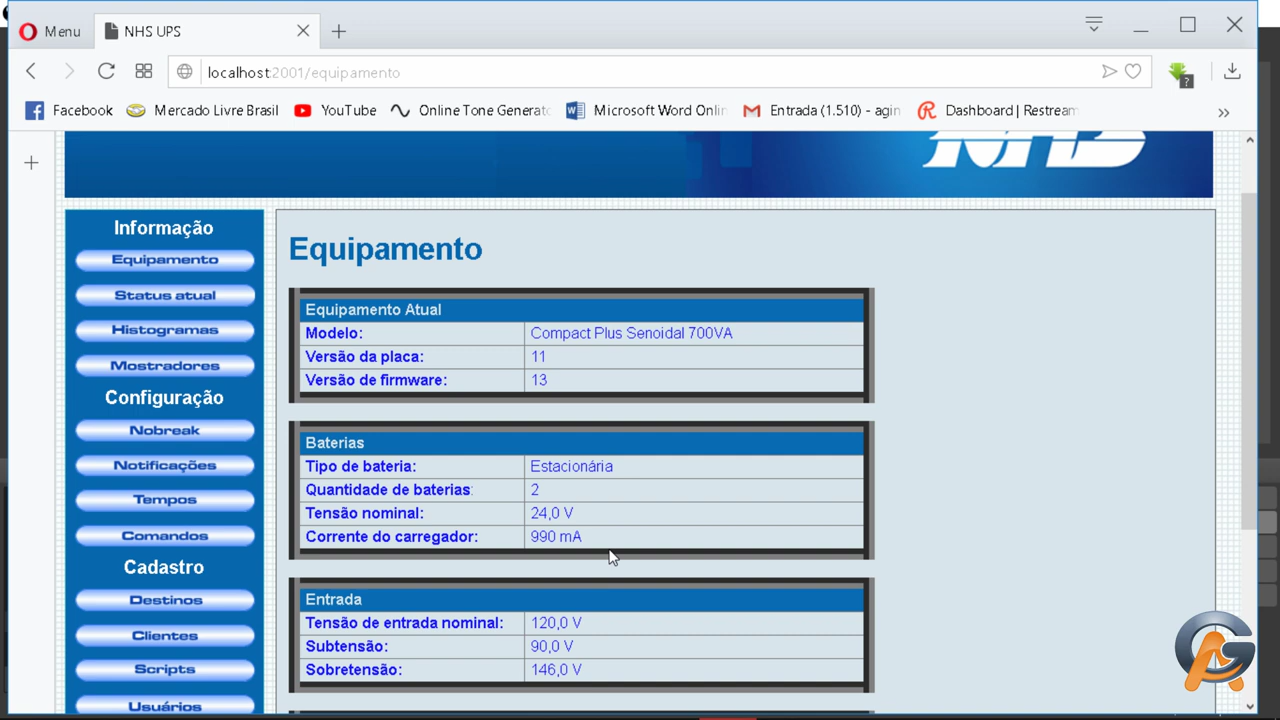 Menu
NHS UPS
localhost:2001/equipamento
?
Facebook
Mercado Livre Brasil
YouTube
Online Tone Generato
Microsoft Word Onlin
Entrada (1.510) - agin
Dashboard | Restream
NHS
Informação
Equipamento
Status atual
Histogramas
Mostradores
Configuração
Nobreak
Notificações
Tempos
Comandos
Cadastro
Destinos
Clientes
Scripts
Usuários
Equipamento
Equipamento Atual
Modelo: Compact Plus Senoidal 700VA
Versão da placa: 11
Versão de firmware: 13
Baterias
Tipo de bateria: Estacionária
Quantidade de baterias: 2
Tensão nominal: 24,0 V
Corrente do carregador: 990 mA
Entrada
Tensão de entrada nominal: 120,0 V
Subtensão: 90,0 V
Sobretensão: 146,0 V